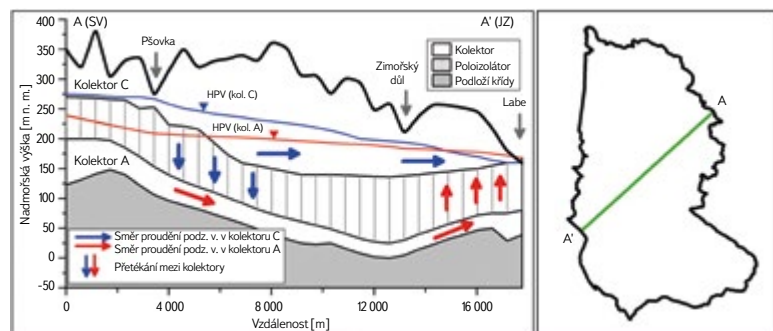 A (SV)
A' (JZ)
Pšovka
Zimořský
důl
Labe
Kolektor
Poloizolátor
Podloží křídy
Kolektor C
HPV (kol. C)
HPV (kol. A)
Kolektor A
Směr proudění podz. v. v kolektoru C
Směr proudění podz. v. v kolektoru A
Přetékání mezi kolektory
Nadmořská výška [m n. m.]
400
350
300
250
200
150
100
50
0
-50
0
4 000
8 000
12 000
16 000
Vzdálenost [m]
A
A'